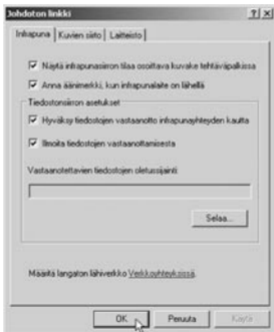 Johdoton linkki
Infrapuna
Kuvien siirto
Laitteisto
Näytä infrapunasiirron tilaa osoittava kuvake tehtäväpalkissa
Anna äänimerkki, kun infrapunalaite on lähellä
Tiedostonsiirron asetukset
Hyväksy tiedostojen vastaanotto infrapunayhteyden kautta
Ilmoita tiedostojen vastaanottamisesta
Vastaanotettavien tiedostojen oletussijainti:
Selaa...
Määritä langaton lähiverkko Verkkoyhteyksissä.
OK
Peruuta
Käytä